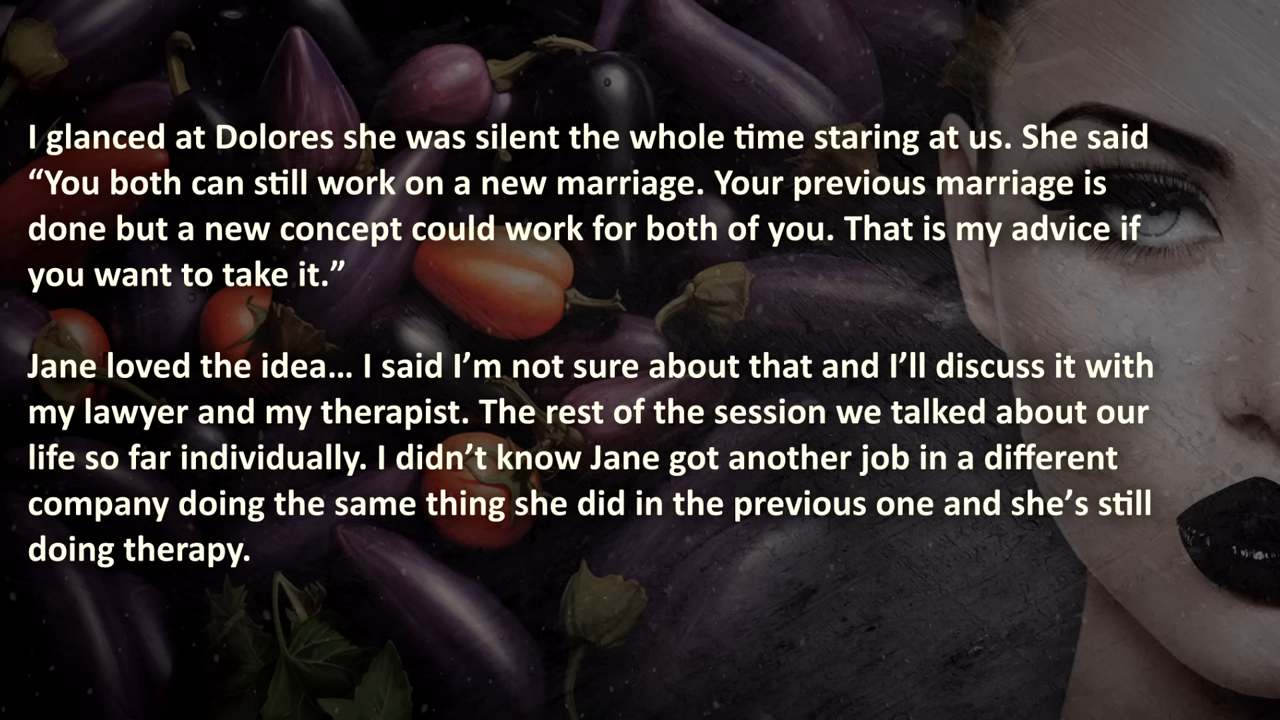 I glanced at Dolores she was silent the whole time staring at us. She said
“You both can still work on a new marriage. Your previous marriage is
done but a new concept could work for both of you. That is my advice if
you want to take it.”
Jane loved the idea… I said I’m not sure about that and I’ll discuss it with
my lawyer and my therapist. The rest of the session we talked about our
life so far individually. I didn’t know Jane got another job in a different
company doing the same thing she did in the previous one and she’s still
doing therapy.